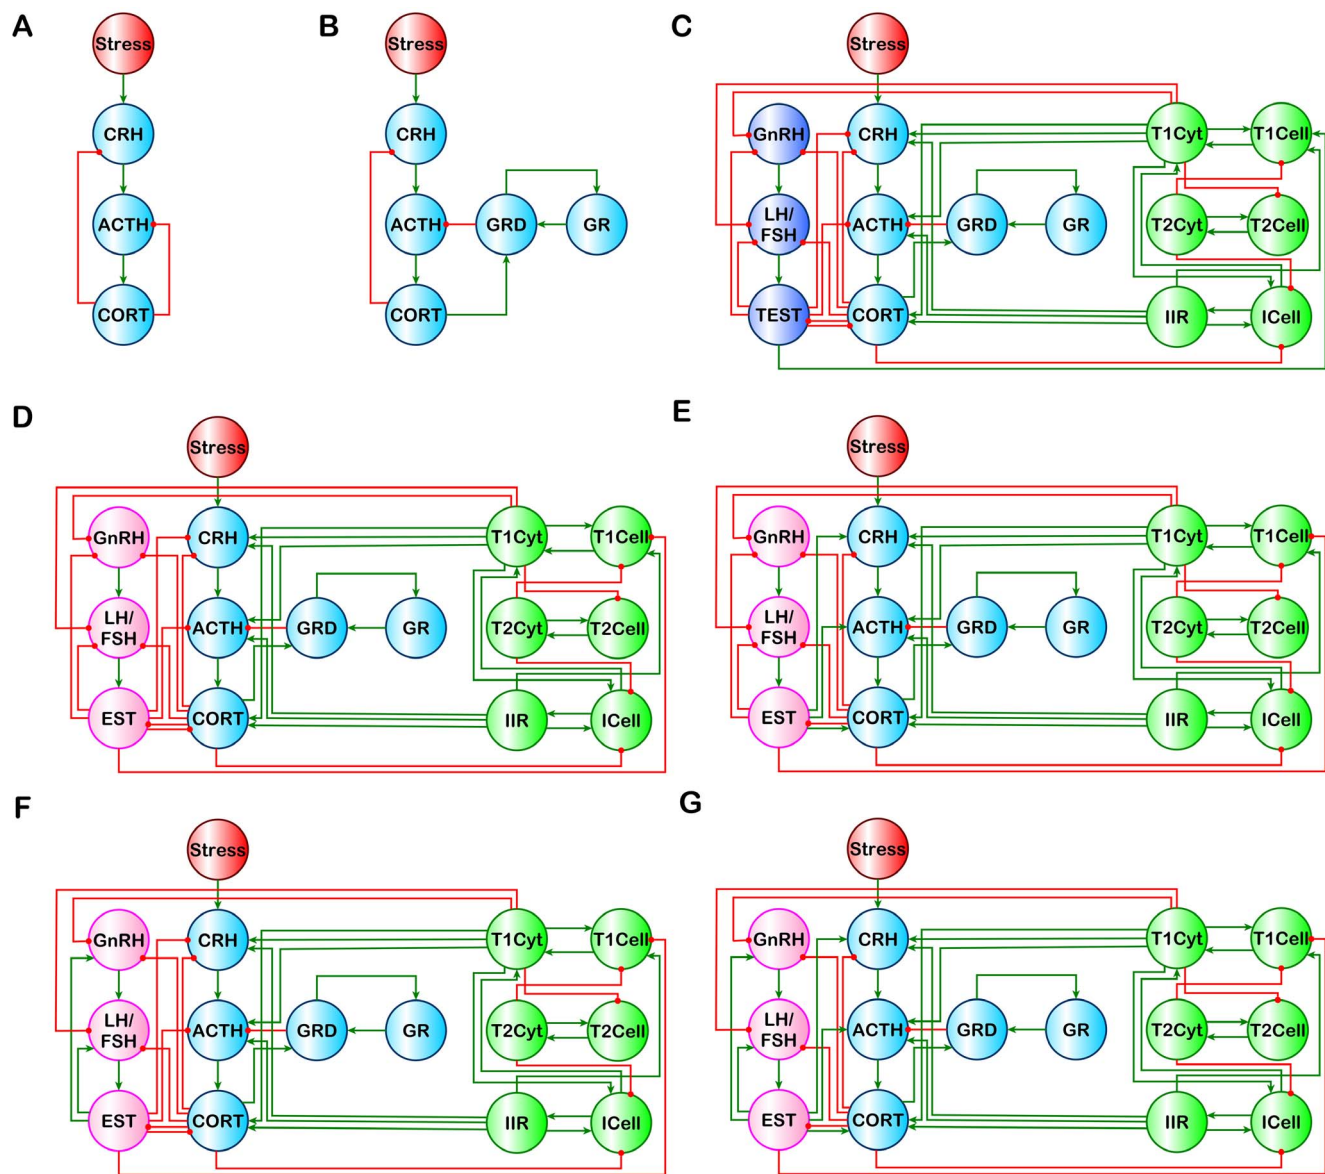 A
B
C
Stress
Stress
Stress
CRH
CRH
GnRH
CRH
T1Cyt
T1Cell
ACTH
ACTH
GRD
GR
LH/
FSH
ACTH
GRD
GR
T2Cyt
T2Cell
CORT
CORT
TEST
CORT
IIR
ICell
D
E
Stress
Stress
GnRH
CRH
T1Cyt
T1Cell
GnRH
CRH
T1Cyt
T1Cell
LH/
FSH
ACTH
GRD
GR
T2Cyt
T2Cell
LH/
FSH
ACTH
GRD
GR
T2Cyt
T2Cell
EST
CORT
IIR
ICell
EST
CORT
IIR
ICell
F
G
Stress
Stress
GnRH
CRH
T1Cyt
T1Cell
GnRH
CRH
T1Cyt
T1Cell
LH/
FSH
ACTH
GRD
GR
T2Cyt
T2Cell
LH/
FSH
ACTH
GRD
GR
T2Cyt
T2Cell
EST
CORT
IIR
ICell
EST
CORT
IIR
ICell